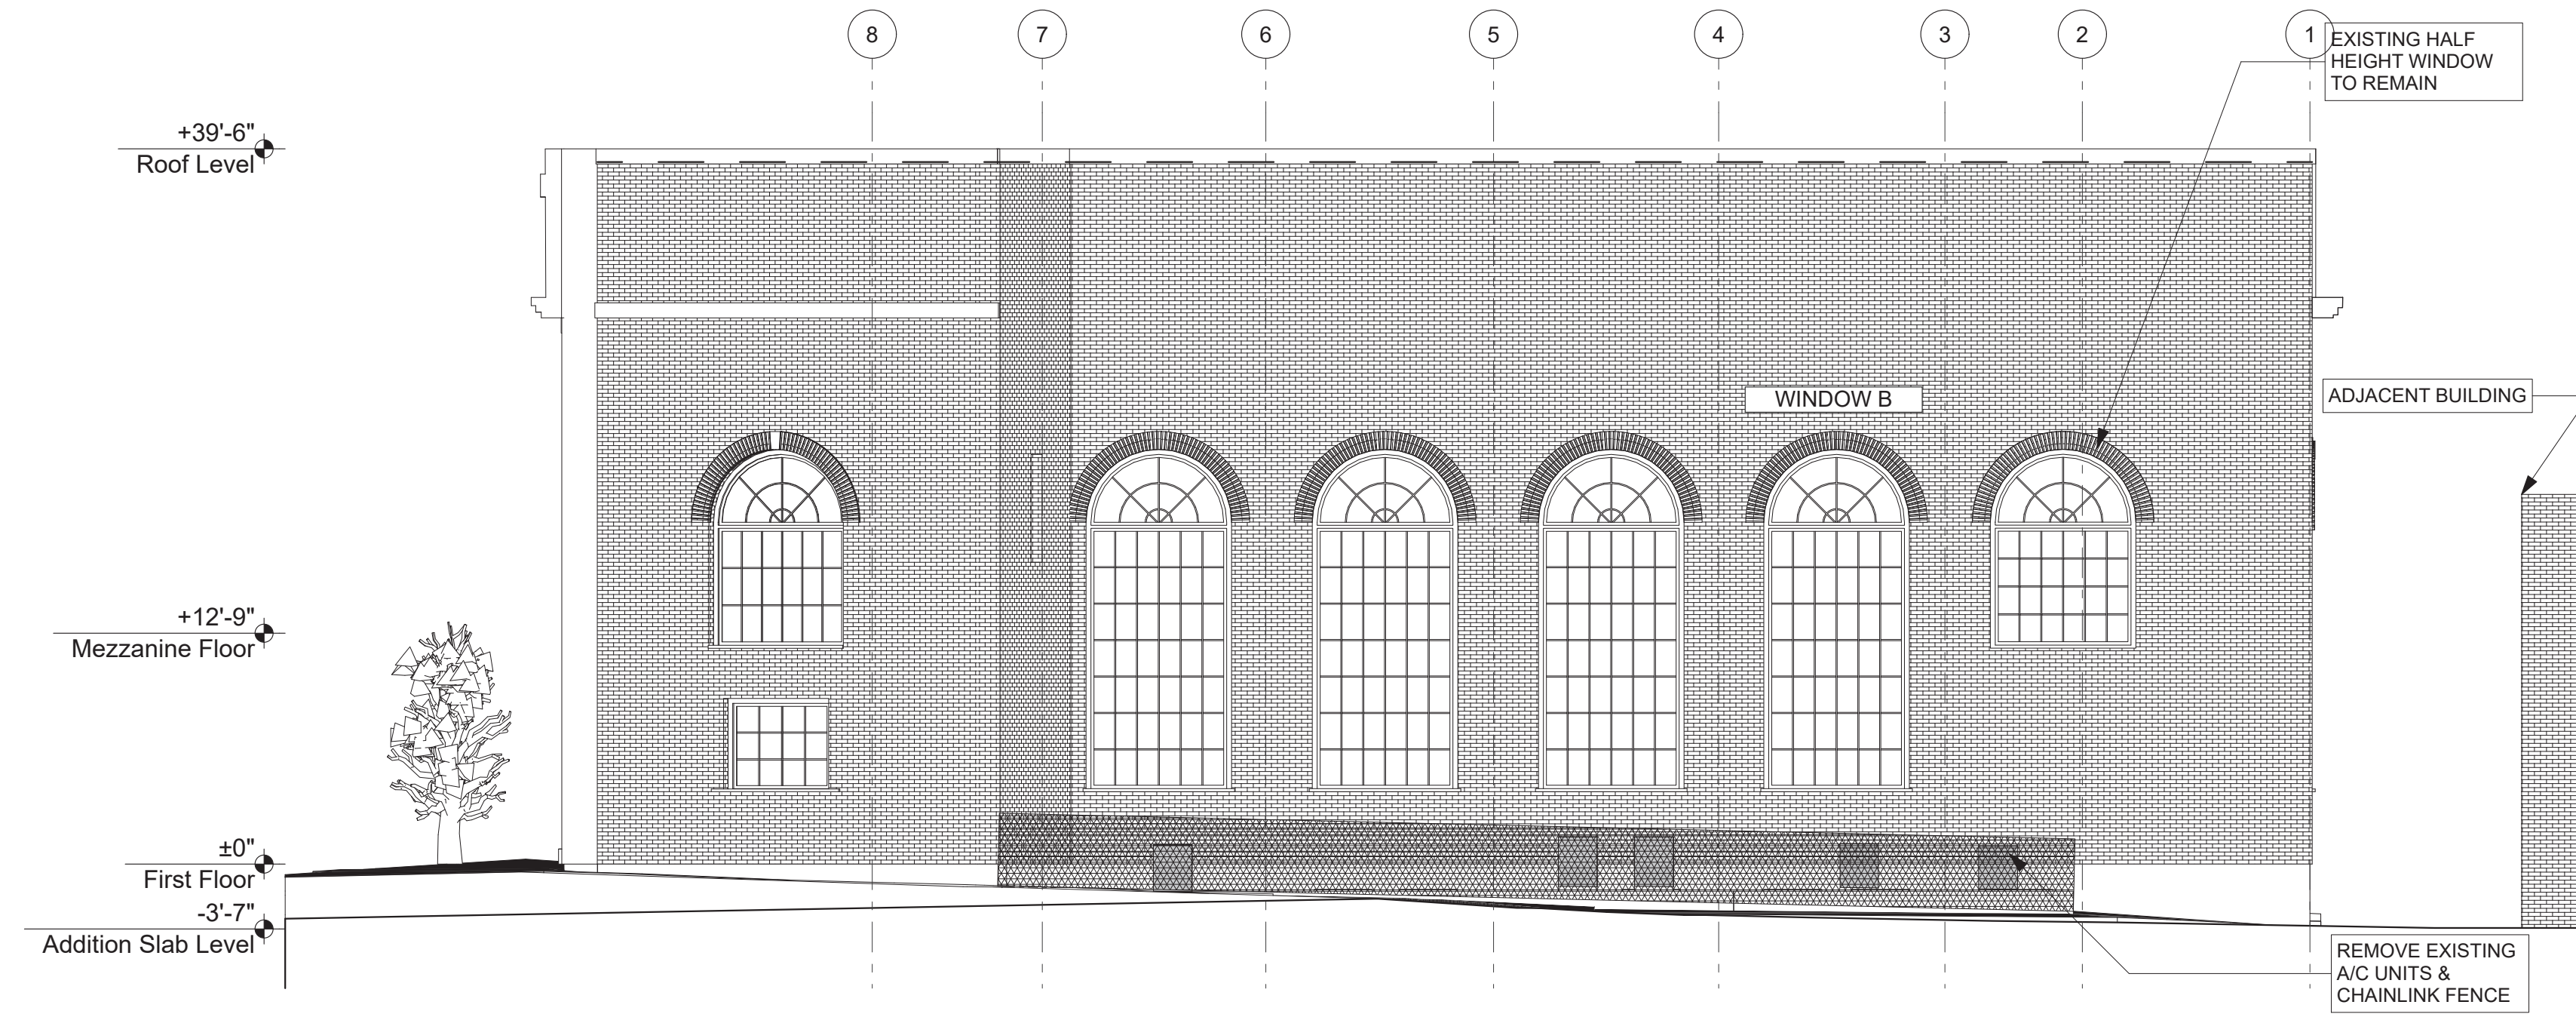 8
7
6
5
4
3
2
1
EXISTING HALF
HEIGHT WINDOW
TO REMAIN
+39'-6"
Roof Level
WINDOW B
ADJACENT BUILDING
+12'-9"
Mezzanine Floor
±0"
First Floor
-3'-7"
Addition Slab Level
REMOVE EXISTING
A/C UNITS &
CHAINLINK FENCE